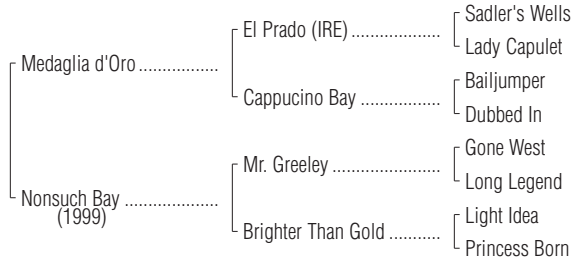 Sadler's Wells
El Prado (IRE) ...................
Lady Capulet
Medaglia d'Oro .................
Bailjumper
Cappucino Bay .................
Dubbed In
Gone West
Mr. Greeley .......................
Long Legend
Nonsuch Bay ....................
(1999)
Light Idea
Brighter Than Gold ...........
Princess Born